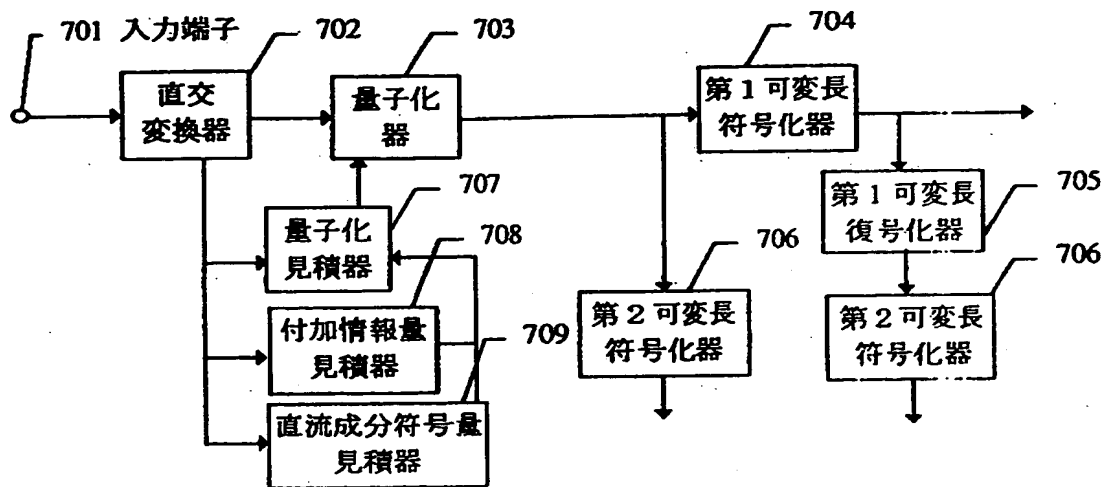 701 入力端子
702
703
704
直交
変換器
量子化
器
第1可変長
符号化器
707
第1可変長
復号化器
705
量子化
見積器
708
706
706
付加情報量
見積器
709
第2可変長
符号化器
第2可変長
符号化器
直流成分符号量
見積器